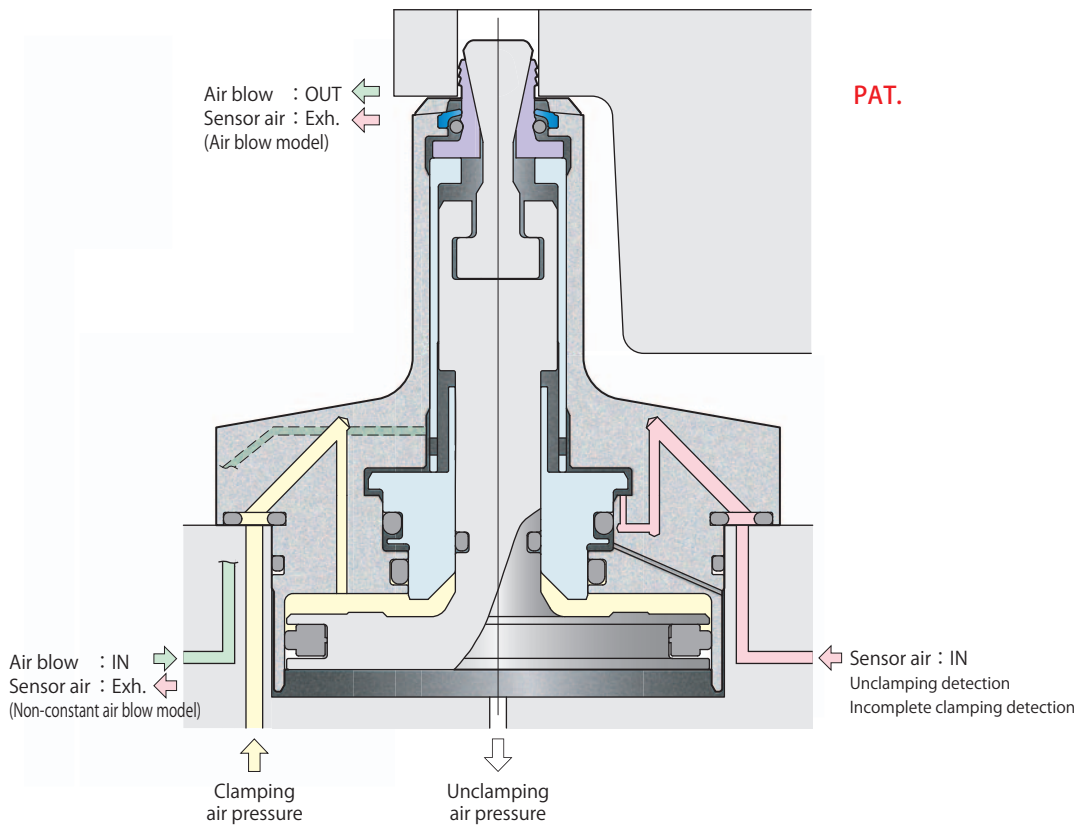 PAT.
Air blow : OUT
Sensor air : Exh.
(Air blow model)
Air blow : IN
Sensor air : Exh.
(Non-constant air blow model)
Sensor air : IN
Unclamping detection
Incomplete clamping detection
Clamping
air pressure
Unclamping
air pressure